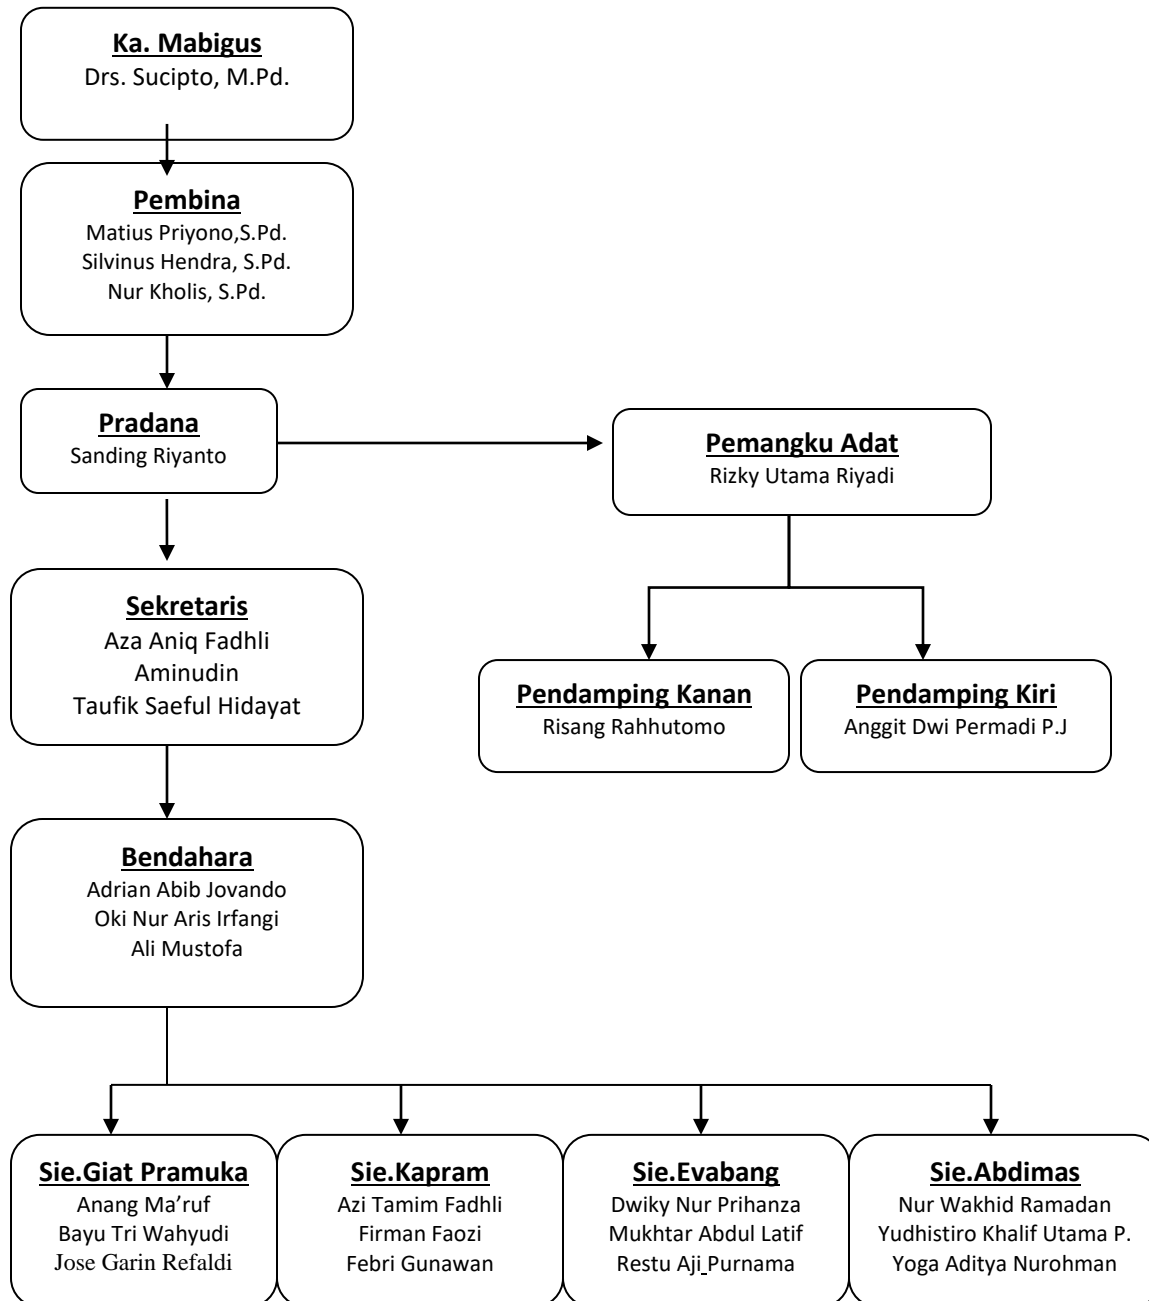 Ka. Mabigus
Drs. Sucipto, M.Pd.
Pembina
Matius Priyono,S.Pd.
Silvinus Hendra, S.Pd.
Nur Kholis, S.Pd.
Pradana
Sanding Riyanto
Pemangku Adat
Rizky Utama Riyadi
Sekretaris
Aza Aniq Fadhli
Aminudin
Taufik Saeful Hidayat
Pendamping Kanan
Risang Rahhutomo
Pendamping Kiri
Anggit Dwi Permadi P.J
Bendahara
Adrian Abib Jovando
Oki Nur Aris Irfangi
Ali Mustofa
Sie.Giat Pramuka
Anang Ma’ruf
Bayu Tri Wahyudi
Jose Garin Refaldi
Sie.Kapram
Azi Tamim Fadhli
Firman Faozi
Febri Gunawan
Sie.Evabang
Dwiky Nur Prihanza
Mukhtar Abdul Latif
Restu Aji Purnama
Sie.Abdimas
Nur Wakhid Ramadan
Yudhistiro Khalif Utama P.
Yoga Aditya Nurohman